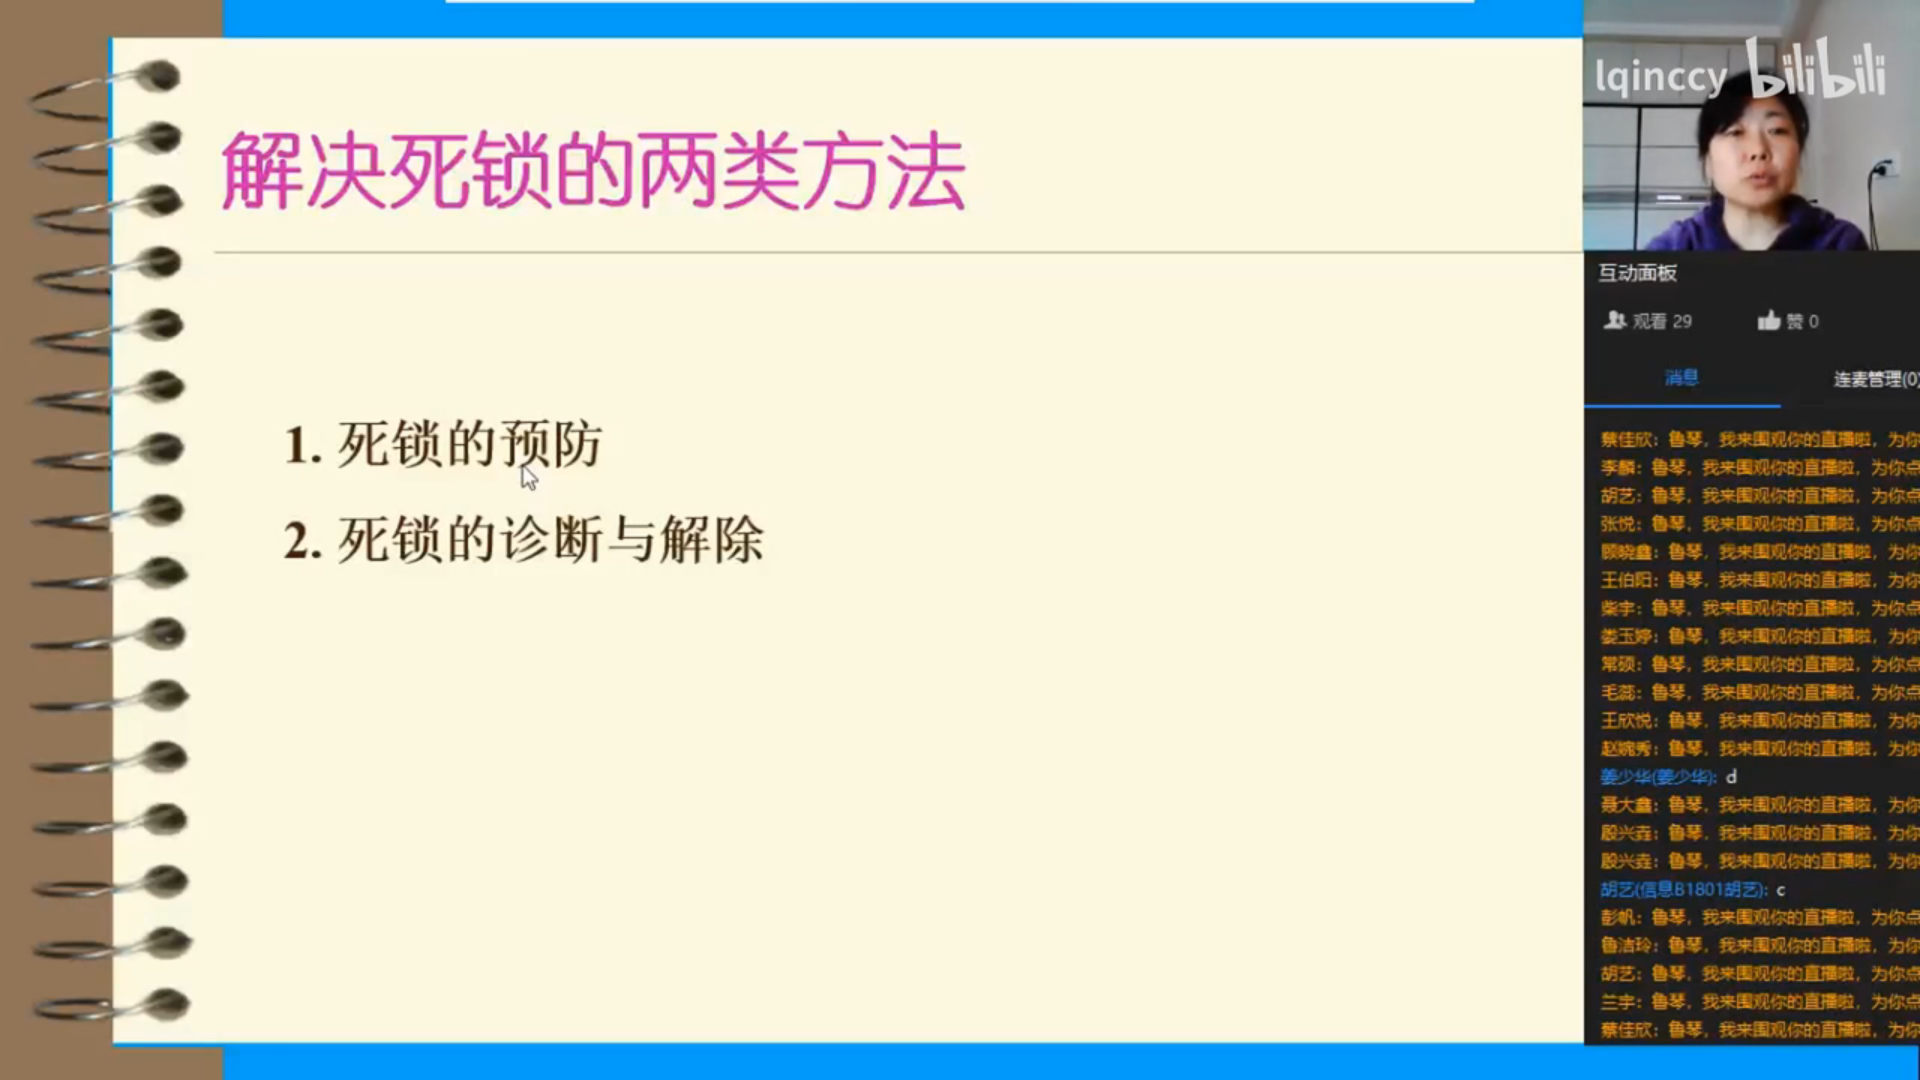 解决死锁的两类方法
1. 死锁的预防
2. 死锁的诊断与解除
lqinccy bilibili
互动面板
观看 29 赞 0
消息 连麦管理(0)
蔡佳欣：鲁琴，我来围观你的直播啦，为你
李麟：鲁琴，我来围观你的直播啦，为你点
胡艺：鲁琴，我来围观你的直播啦，为你点
张悦：鲁琴，我来围观你的直播啦，为你点
顾晓鑫：鲁琴，我来围观你的直播啦，为你
王伯阳：鲁琴，我来围观你的直播啦，为你
柴宇：鲁琴，我来围观你的直播啦，为你点
娄玉婷：鲁琴，我来围观你的直播啦，为你
常硕：鲁琴，我来围观你的直播啦，为你点
毛蕊：鲁琴，我来围观你的直播啦，为你点
王欣悦：鲁琴，我来围观你的直播啦，为你
赵婉秀：鲁琴，我来围观你的直播啦，为你
姜少华(姜少华)：d
聂大鑫：鲁琴，我来围观你的直播啦，为你
殷兴垚：鲁琴，我来围观你的直播啦，为你
殷兴垚：鲁琴，我来围观你的直播啦，为你
胡艺(信息B1801胡艺)：c
彭帆：鲁琴，我来围观你的直播啦，为你点
鲁洁玲：鲁琴，我来围观你的直播啦，为你
胡艺：鲁琴，我来围观你的直播啦，为你点
兰宇：鲁琴，我来围观你的直播啦，为你点
蔡佳欣：鲁琴，我来围观你的直播啦，为你